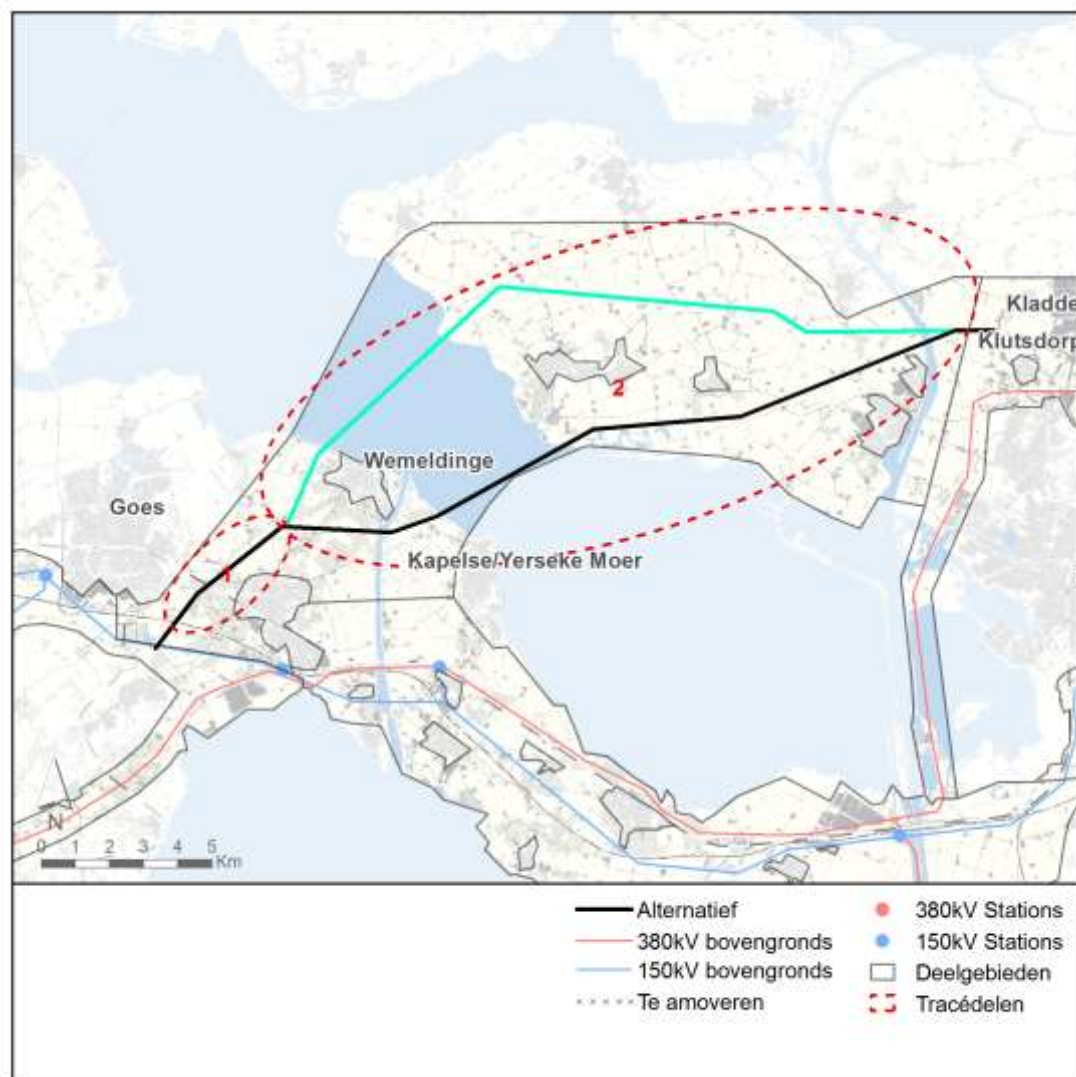 Kladde
Klutsdorp
2
Wemeldinge
Goes
Kapelse/Yerseke Moer
1
N
0 1 2 3 4 5
Km
Alternatief
380kV bovengronds
150kV bovengronds
Te amoveren
380kV Stations
150kV Stations
Deelgebieden
Tracédelen